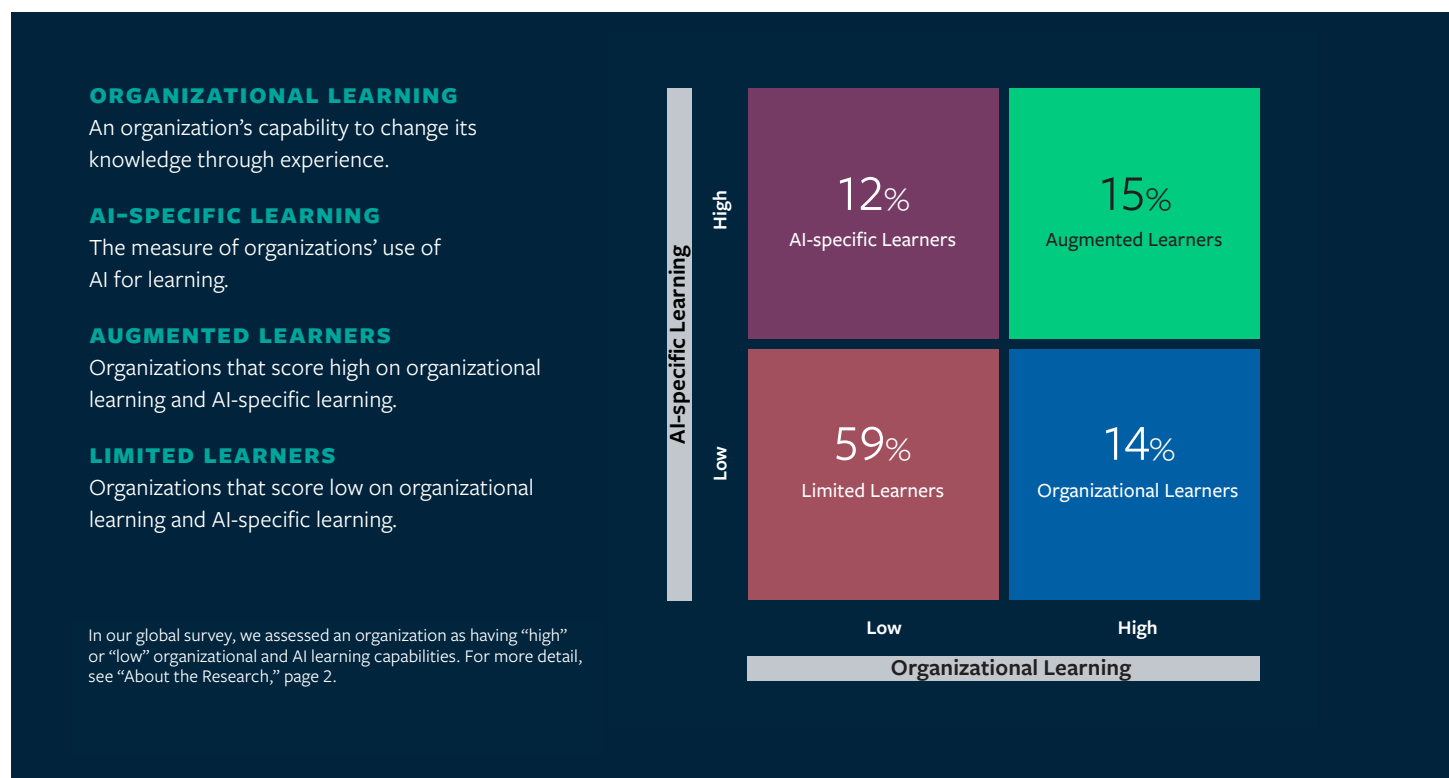 ORGANIZATIONAL LEARNING
An organization’s capability to change its
knowledge through experience.
AI-SPECIFIC LEARNING
The measure of organizations’ use of
AI for learning.
AUGMENTED LEARNERS
Organizations that score high on organizational
learning and AI-specific learning.
LIMITED LEARNERS
Organizations that score low on organizational
learning and AI-specific learning.
In our global survey, we assessed an organization as having “high”
or “low” organizational and AI learning capabilities. For more detail,
see “About the Research,” page 2.
AI-specific Learning
High
12%
AI-specific Learners
15%
Augmented Learners
Low
59%
Limited Learners
14%
Organizational Learners
Low
High
Organizational Learning